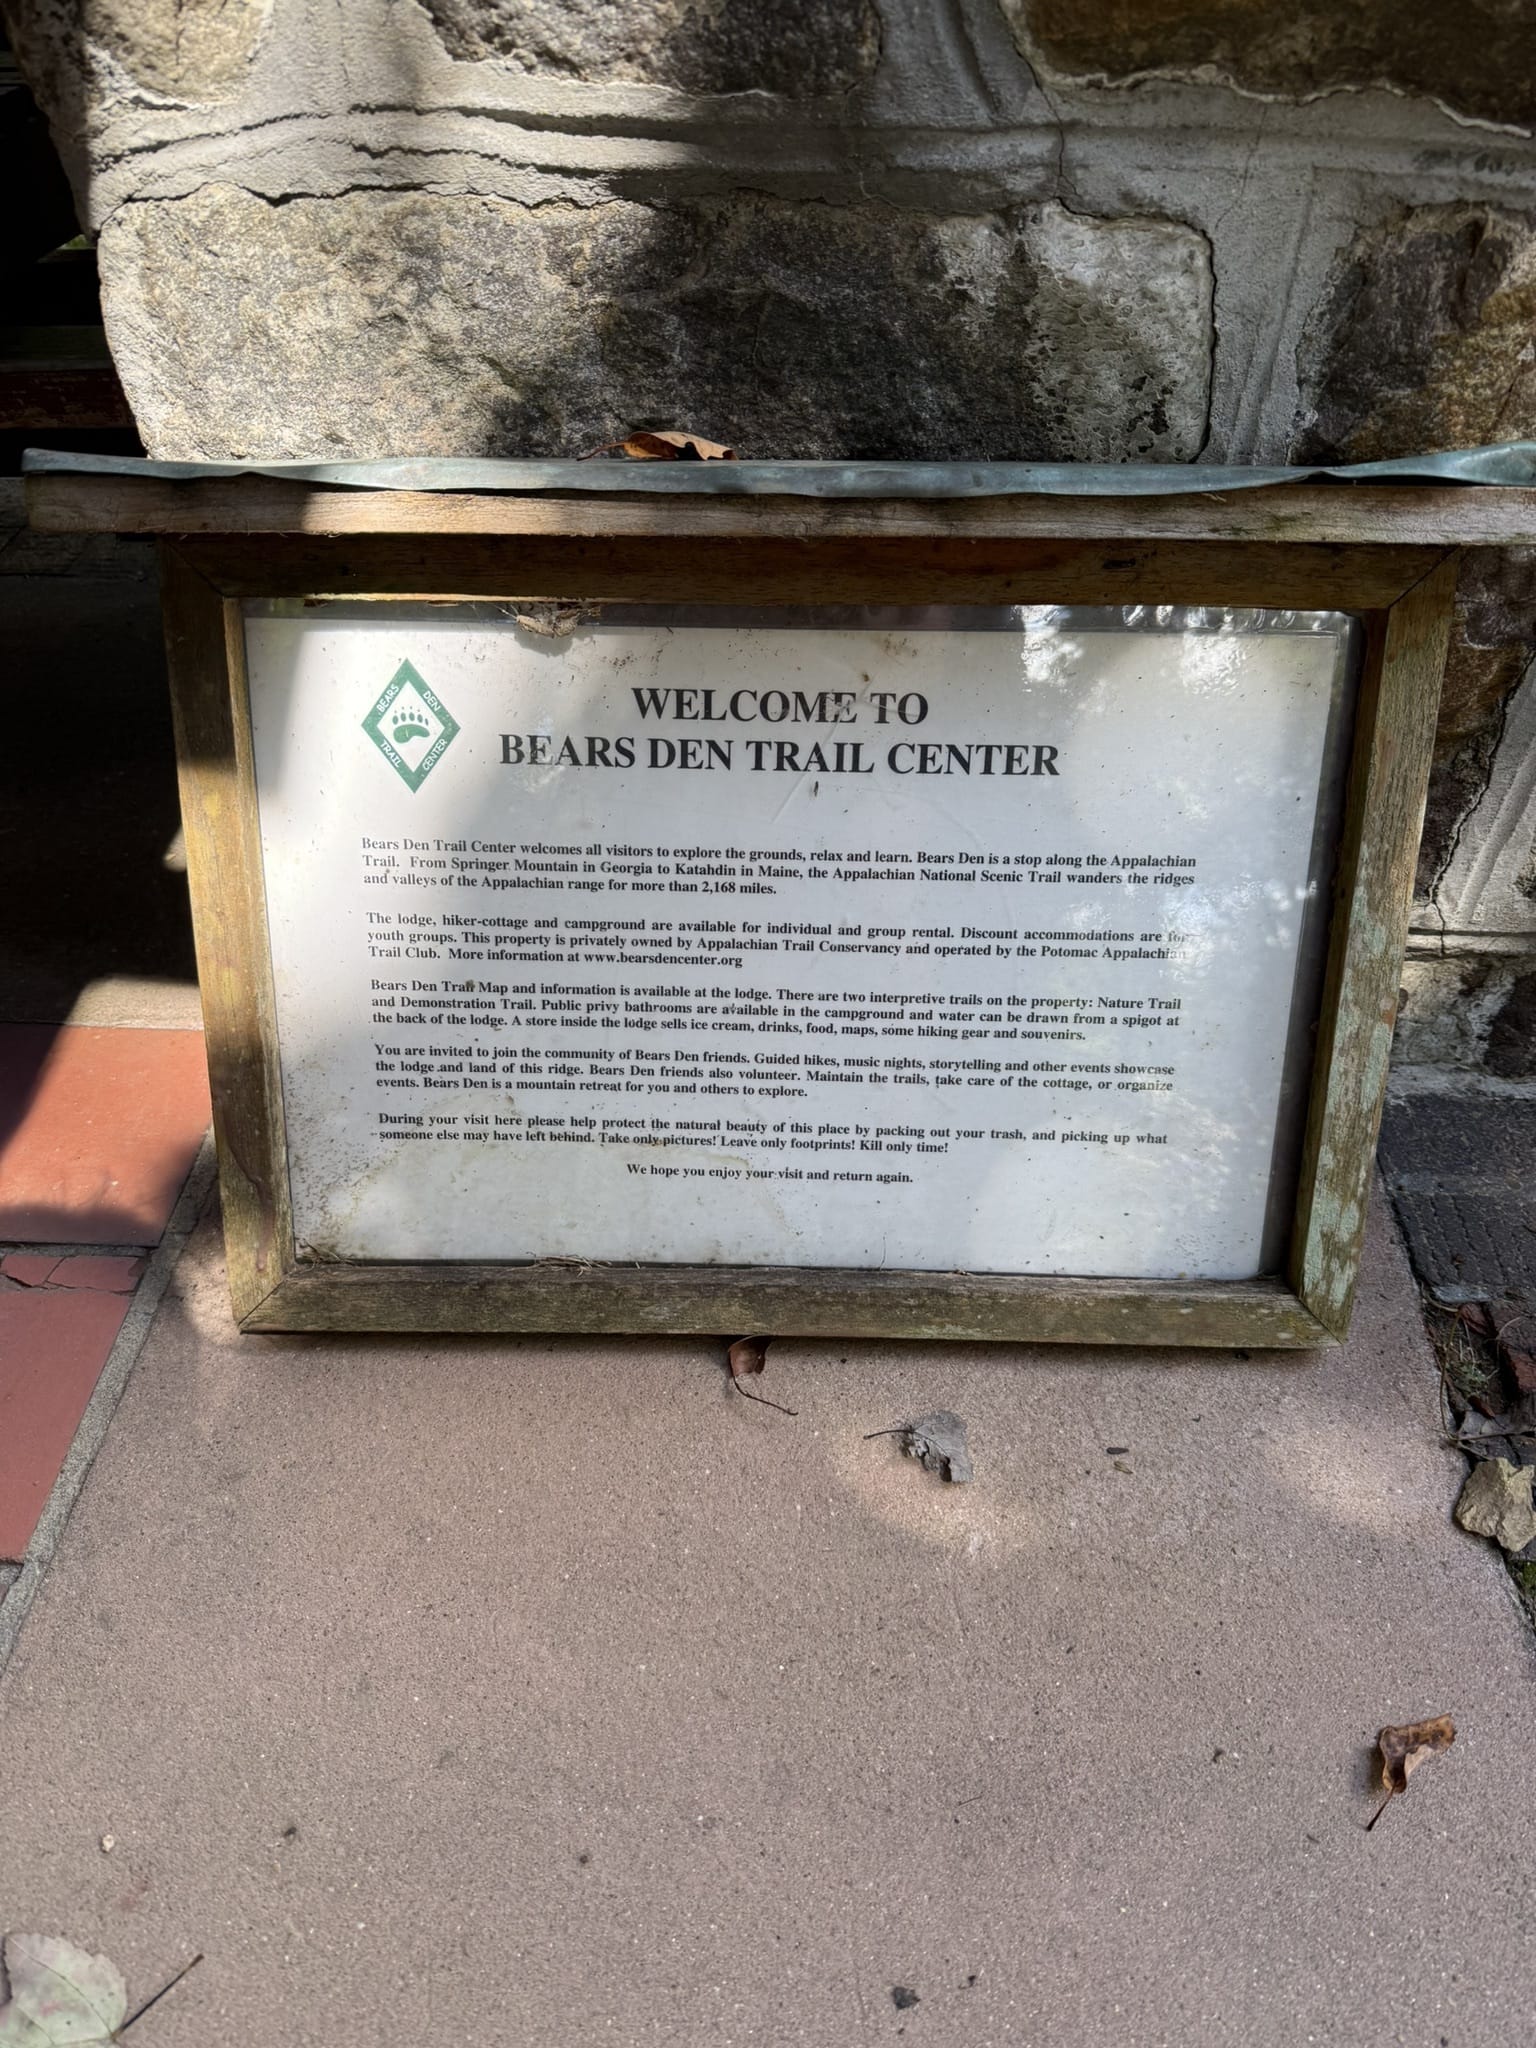 BEARS DEN
TRAIL CENTER
WELCOME TO
BEARS DEN TRAIL CENTER
Bears Den Trail Center welcomes all visitors to explore the grounds, relax and learn. Bears Den is a stop along the Appalachian
Trail. From Springer Mountain in Georgia to Katahdin in Maine, the Appalachian National Scenic Trail wanders the ridges
and valleys of the Appalachian range for more than 2,168 miles.
The lodge, hiker-cottage and campground are available for individual and group rental. Discount accommodations are for
youth groups. This property is privately owned by Appalachian Trail Conservancy and operated by the Potomac Appalachian
Trail Club. More information at www.bearsdencenter.org
Bears Den Trail Map and information is available at the lodge. There are two interpretive trails on the property: Nature Trail
and Demonstration Trail. Public privy bathrooms are available in the campground and water can be drawn from a spigot at
the back of the lodge. A store inside the lodge sells ice cream, drinks, food, maps, some hiking gear and souvenirs.
You are invited to join the community of Bears Den friends. Guided hikes, music nights, storytelling and other events showcase
the lodge and land of this ridge. Bears Den friends also volunteer. Maintain the trails, take care of the cottage, or organize
events. Bears Den is a mountain retreat for you and others to explore.
During your visit here please help protect the natural beauty of this place by packing out your trash, and picking up what
someone else may have left behind. Take only pictures! Leave only footprints! Kill only time!
We hope you enjoy your visit and return again.